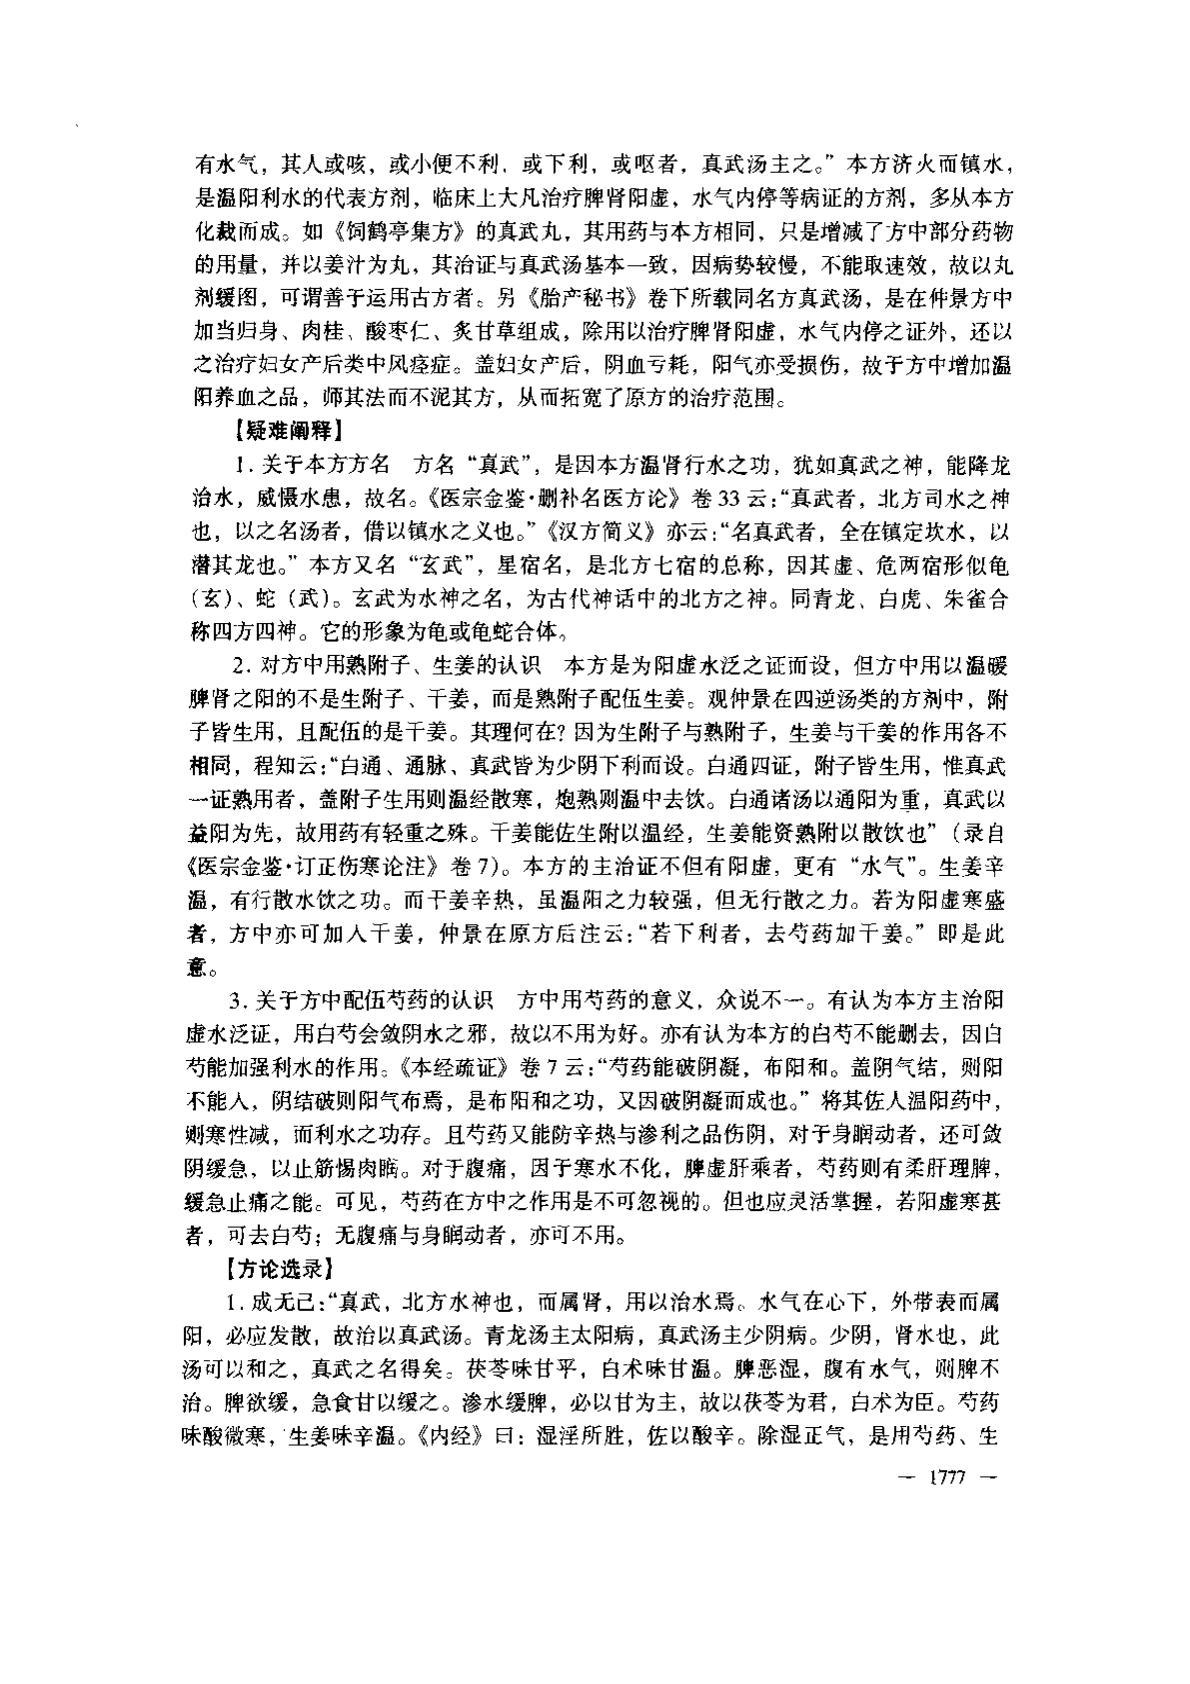 有水气，其人或咳，或小便不利，或下利，或呕者，真武汤主之。”本方济火而镇水，
是温阳利水的代表方剂，临床上大凡治疗脾肾阳虚，水气内停等病证的方剂，多从本方
化裁而成。如《饲鹤亭集方》的真武丸，其用药与本方相同，只是增减了方中部分药物
的用量，并以姜汁为丸，其治证与真武汤基本一致，因病势较慢，不能取速效，故以丸
剂缓图，可谓善于运用古方者。另《胎产秘书》卷下所载同名方真武汤，是在仲景方中
加当归身、肉桂、酸枣仁、炙甘草组成，除用以治疗脾肾阳虚，水气内停之证外，还以
之治疗妇女产后类中风痉症。盖妇女产后，阴血亏耗，阳气亦受损伤，故于方中增加温
阳养血之品，师其法而不泥其方，从而拓宽了原方的治疗范围。
【疑难阐释】
1. 关于本方方名　方名“真武”，是因本方温肾行水之功，犹如真武之神，能降龙
治水，威慑水患，故名。《医宗金鉴·删补名医方论》卷 33 云：“真武者，北方司水之神
也，以之名汤者，借以镇水之义也。”《汉方简义》亦云：“名真武者，全在镇定坎水，以
潜其龙也。”本方又名“玄武”，星宿名，是北方七宿的总称，因其虚、危两宿形似龟
（玄）、蛇（武）。玄武为水神之名，为古代神话中的北方之神。同青龙、白虎、朱雀合
称四方四神。它的形象为龟或龟蛇合体。
2. 对方中用熟附子、生姜的认识　本方是为阳虚水泛之证而设，但方中用以温暖
脾肾之阳的不是生附子、干姜，而是熟附子配伍生姜。观仲景在四逆汤类的方剂中，附
子皆生用，且配伍的是干姜。其理何在？因为生附子与熟附子，生姜与干姜的作用各不
相同，程知云：“白通、通脉、真武皆为少阴下利而设。白通四证，附子皆生用，惟真武
一证熟用者，盖附子生用则温经散寒，炮熟则温中去饮。白通诸汤以通阳为重，真武以
益阳为先，故用药有轻重之殊。干姜能佐生附以温经，生姜能资熟附以散饮也”（录自
《医宗金鉴·订正伤寒论注》卷 7）。本方的主治证不但有阳虚，更有“水气”。生姜辛
温，有行散水饮之功。而干姜辛热，虽温阳之力较强，但无行散之力。若为阳虚寒盛
者，方中亦可加入干姜，仲景在原方后注云：“若下利者，去芍药加干姜。”即是此
意。
3. 关于方中配伍芍药的认识　方中用芍药的意义，众说不一。有认为本方主治阳
虚水泛证，用白芍会敛阴水之邪，故以不用为好。亦有认为本方的白芍不能删去，因白
芍能加强利水的作用。《本经疏证》卷 7 云：“芍药能破阴凝，布阳和。盖阴气结，则阳
不能入，阴结破则阳气布焉，是布阳和之功，又因破阴凝而成也。”将其佐入温阳药中，
则寒性减，而利水之功存。且芍药又能防辛热与渗利之品伤阴，对于身瞤动者，还可敛
阴缓急，以止筋惕肉瞤。对于腹痛，因于寒水不化，脾虚肝乘者，芍药则有柔肝理脾，
缓急止痛之能。可见，芍药在方中之作用是不可忽视的。但也应灵活掌握，若阳虚寒甚
者，可去白芍；无腹痛与身瞤动者，亦可不用。
【方论选录】
1. 成无己：“真武，北方水神也，而属肾，用以治水焉。水气在心下，外带表而属
阳，必应发散，故治以真武汤。青龙汤主太阳病，真武汤主少阴病。少阴，肾水也，此
汤可以和之，真武之名得矣。茯苓味甘平，白术味甘温。脾恶湿，腹有水气，则脾不
治。脾欲缓，急食甘以缓之。渗水缓脾，必以甘为主，故以茯苓为君，白术为臣。芍药
味酸微寒，生姜味辛温。《内经》曰：湿淫所胜，佐以酸辛。除湿正气，是用芍药、生
— 1777 —